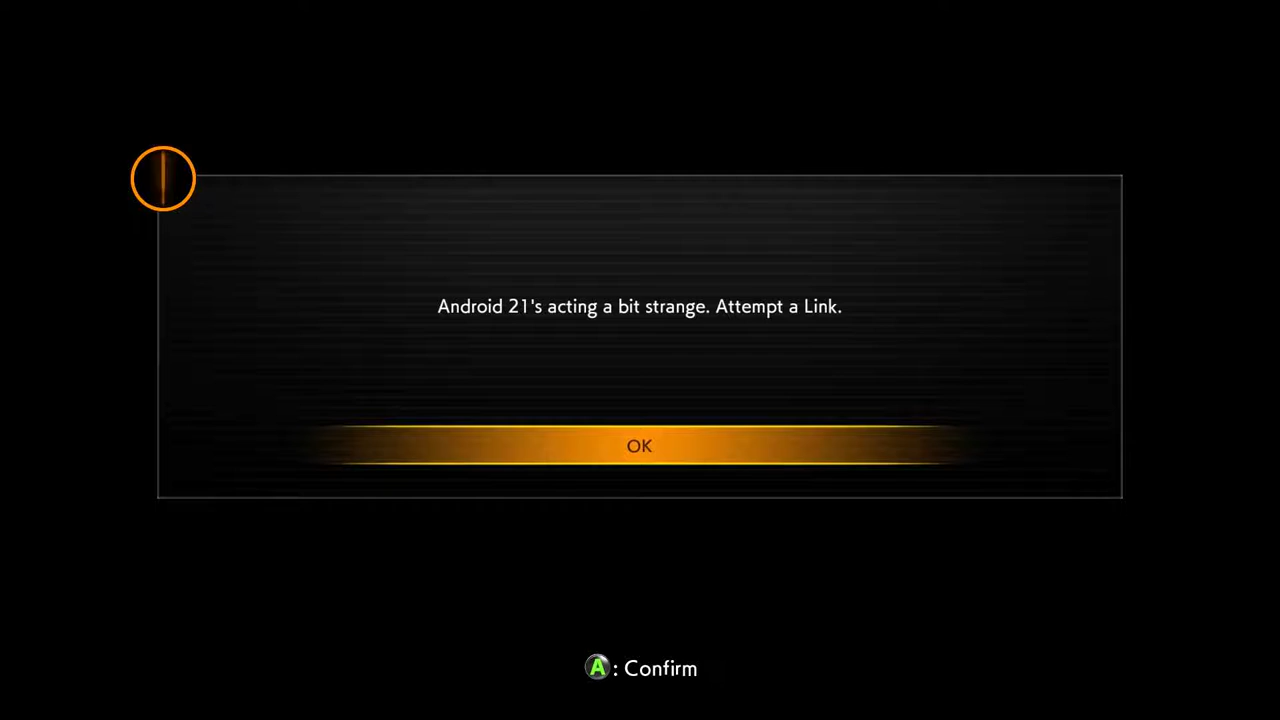 Android 21's acting a bit strange. Attempt a Link.
OK
A: Confirm